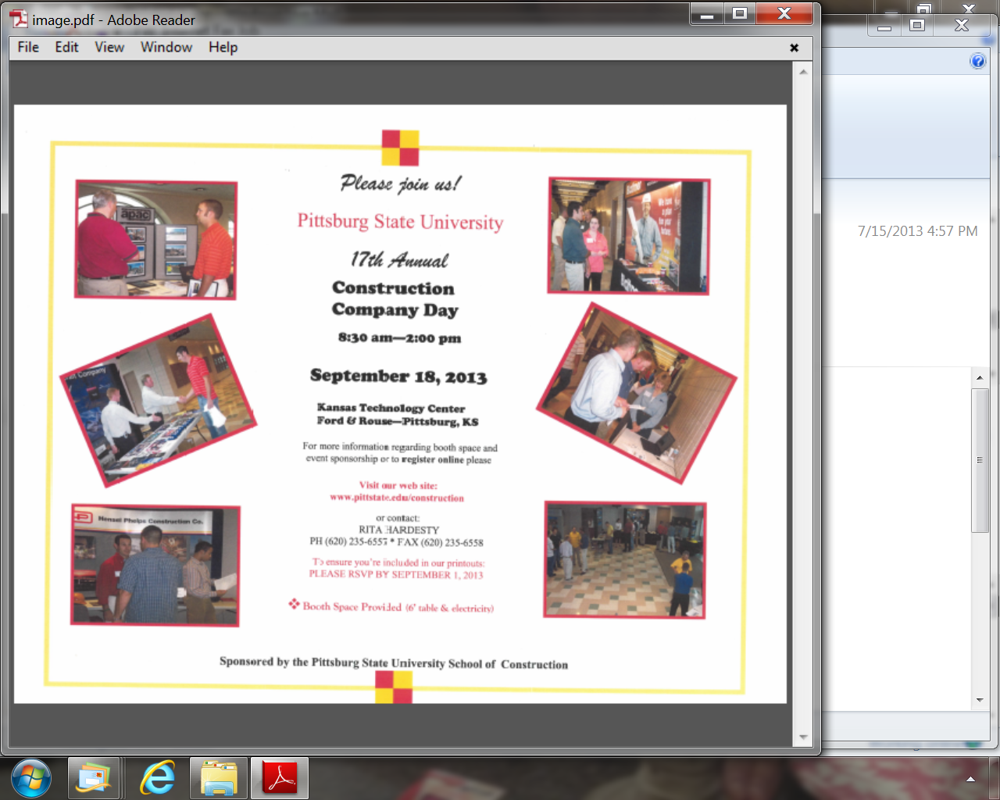 image.pdf - Adobe Reader
File Edit View Window Help
7/15/2013 4:57 PM
Please join us!
Pittsburg State University
17th Annual
Construction
Company Day
8:30 am—2:00 pm
September 18, 2013
Kansas Technology Center
Ford & Rouse—Pittsburg, KS
For more information regarding booth space and
event sponsorship or to register online please
Visit our web site:
www.pittstate.edu/construction
or contact:
RITA HARDESTY
PH (620) 235-6557 * FAX (620) 235-6558
To ensure you're included in our printouts:
PLEASE RSVP BY SEPTEMBER 1, 2013
❖ Booth Space Provided (6' table & electricity)
Sponsored by the Pittsburg State University School of Construction
apac
Company
Hensel Phelps Construction Co.